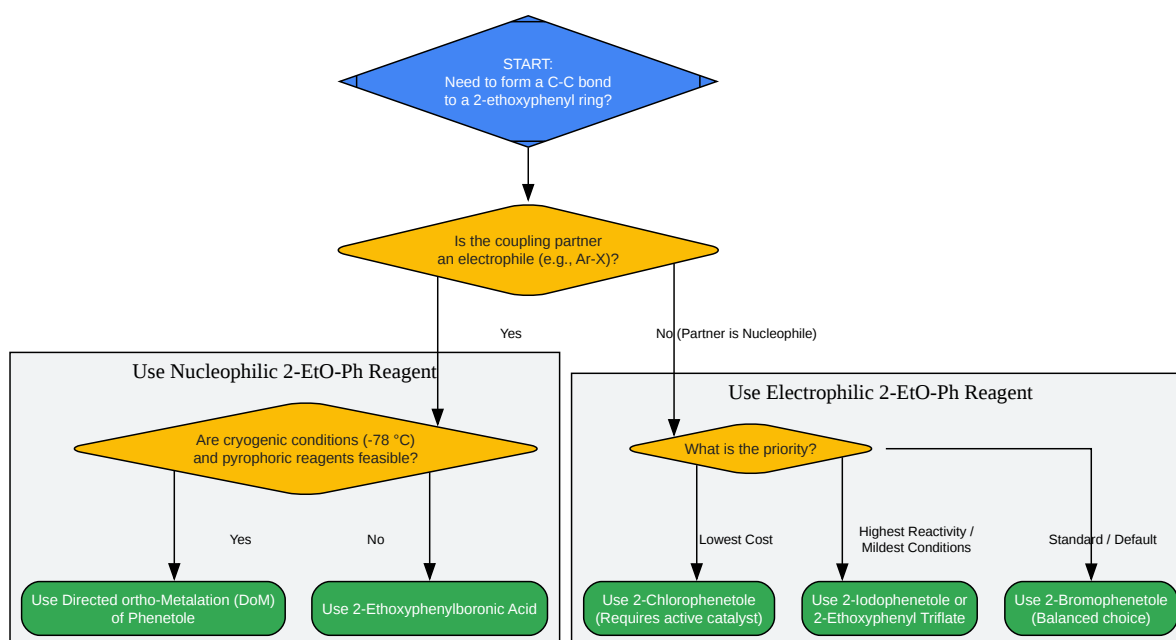 START:
Need to form a C-C bond
to a 2-ethoxyphenyl ring?
Is the coupling partner
an electrophile (e.g., Ar-X)?
Yes
No (Partner is Nucleophile)
Use Nucleophilic 2-EtO-Ph Reagent
Are cryogenic conditions (-78 °C)
and pyrophoric reagents feasible?
Yes
No
Use Directed ortho-Metalation (DoM)
of Phenetole
Use 2-Ethoxyphenylboronic Acid
Use Electrophilic 2-EtO-Ph Reagent
What is the priority?
Lowest Cost
Highest Reactivity /
Mildest Conditions
Standard / Default
Use 2-Chlorophenetole
(Requires active catalyst)
Use 2-Iodophenetole or
2-Ethoxyphenyl Triflate
Use 2-Bromophenetole
(Balanced choice)